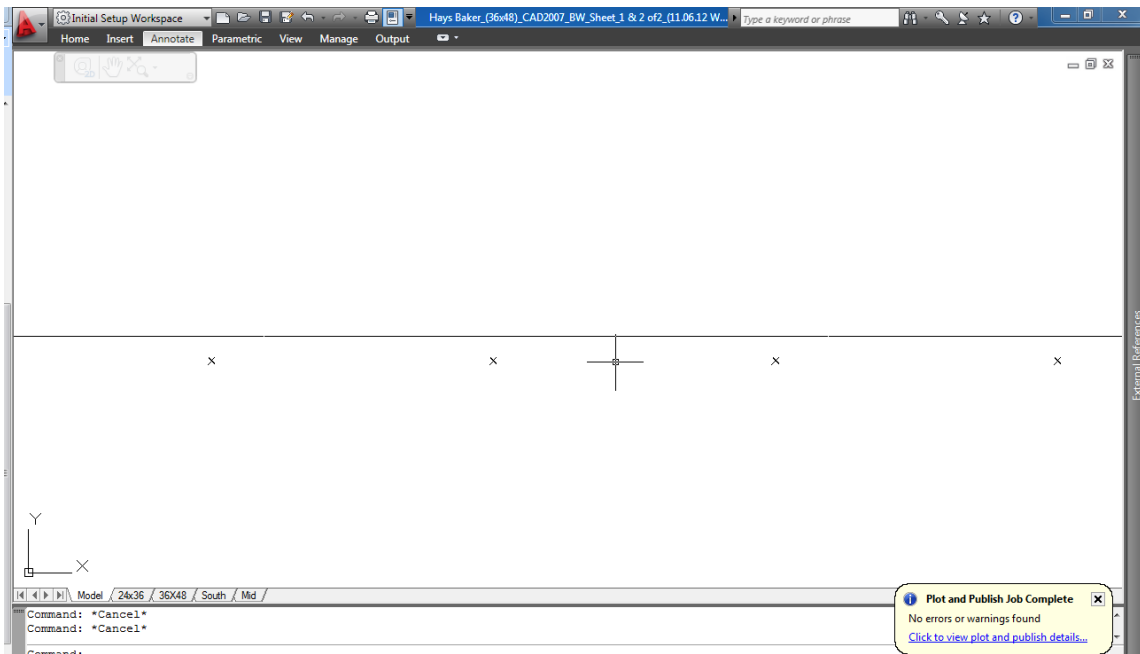 Initial Setup Workspace
Hays Baker_(36x48)_CAD2007_BW_Sheet_1 & 2 of2_(11.06.12 W...
Type a keyword or phrase
Home Insert Annotate Parametric View Manage Output
External References
Y
X
Model 24x36 36X48 South Mid
Command: *Cancel*
Command: *Cancel*
Command:
Plot and Publish Job Complete
No errors or warnings found
Click to view plot and publish details...